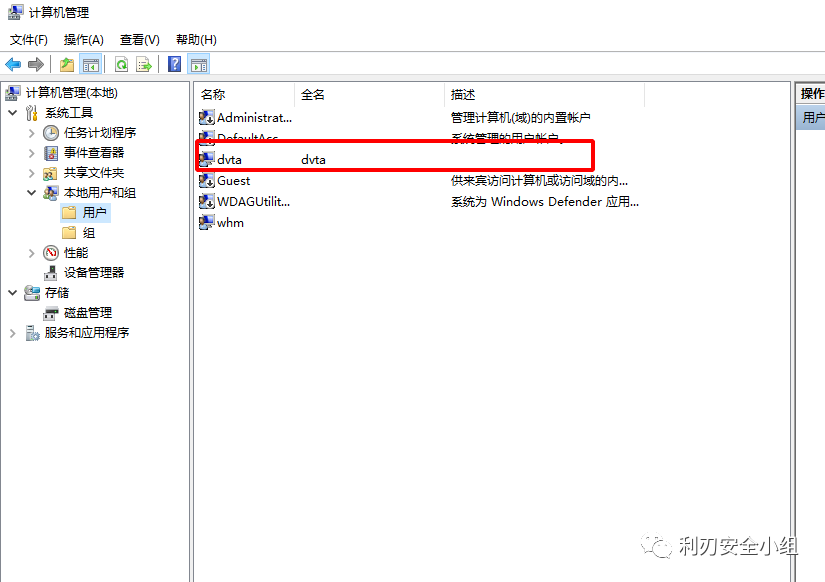 计算机管理
文件(F) 操作(A) 查看(V) 帮助(H)
计算机管理(本地)
系统工具
任务计划程序
事件查看器
共享文件夹
本地用户和组
用户
组
性能
设备管理器
存储
磁盘管理
服务和应用程序
名称 全名 描述
Administrat... 管理计算机(域)的内置帐户
DefaultAcc... 系统管理的用户帐户。
dvta dvta
Guest 供来宾访问计算机或访问域的内...
WDAGUtilit... 系统为 Windows Defender 应用...
whm
操作
用户
利刃安全小组